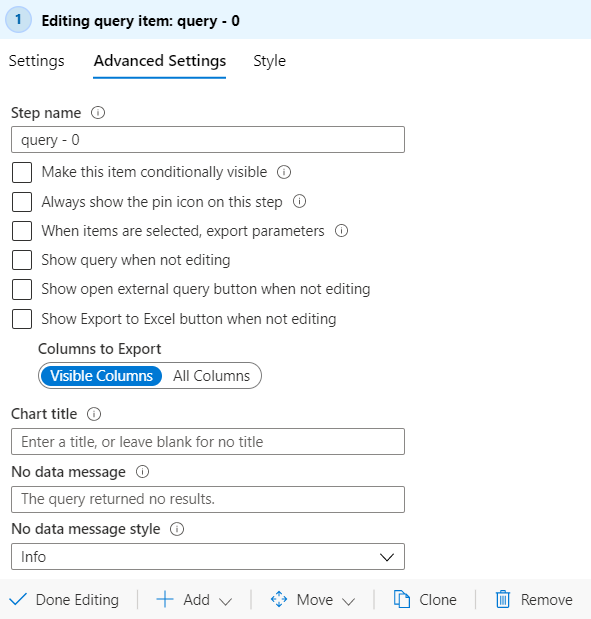 1 Editing query item: query - 0
Settings Advanced Settings Style
Step name
query - 0
Make this item conditionally visible
Always show the pin icon on this step
When items are selected, export parameters
Show query when not editing
Show open external query button when not editing
Show Export to Excel button when not editing
Columns to Export
Visible Columns All Columns
Chart title
Enter a title, or leave blank for no title
No data message
The query returned no results.
No data message style
Info
Done Editing Add Move Clone Remove